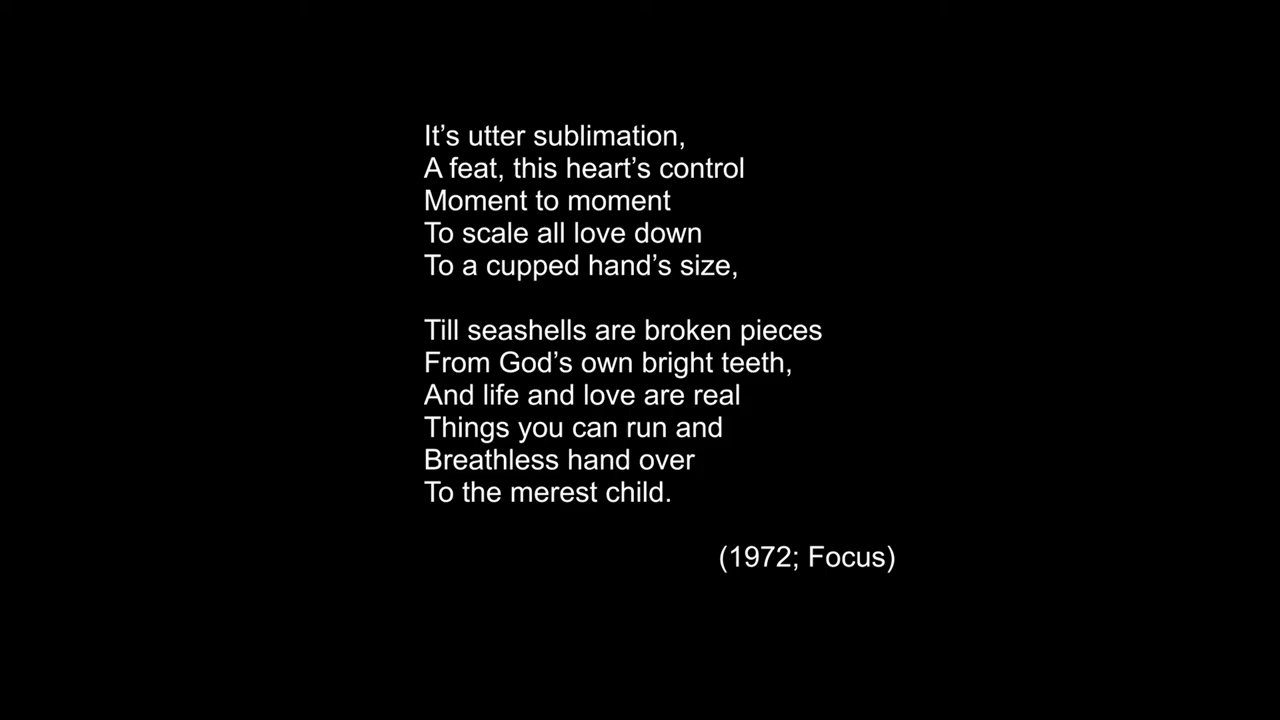 It’s utter sublimation,
A feat, this heart’s control
Moment to moment
To scale all love down
To a cupped hand’s size,
Till seashells are broken pieces
From God’s own bright teeth,
And life and love are real
Things you can run and
Breathless hand over
To the merest child.
(1972; Focus)